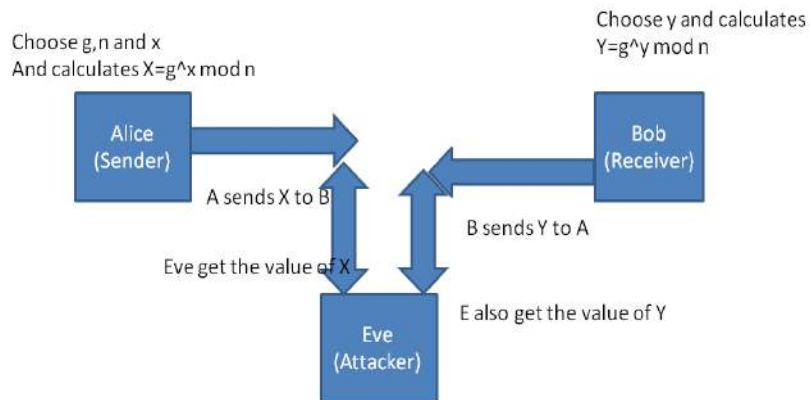 Choose g,n and x
And calculates X=g^x mod n
Choose y and calculates
Y=g^y mod n
Alice
(Sender)
Bob
(Receiver)
A sends X to B
B sends Y to A
Eve get the value of X
E also get the value of Y
Eve
(Attacker)